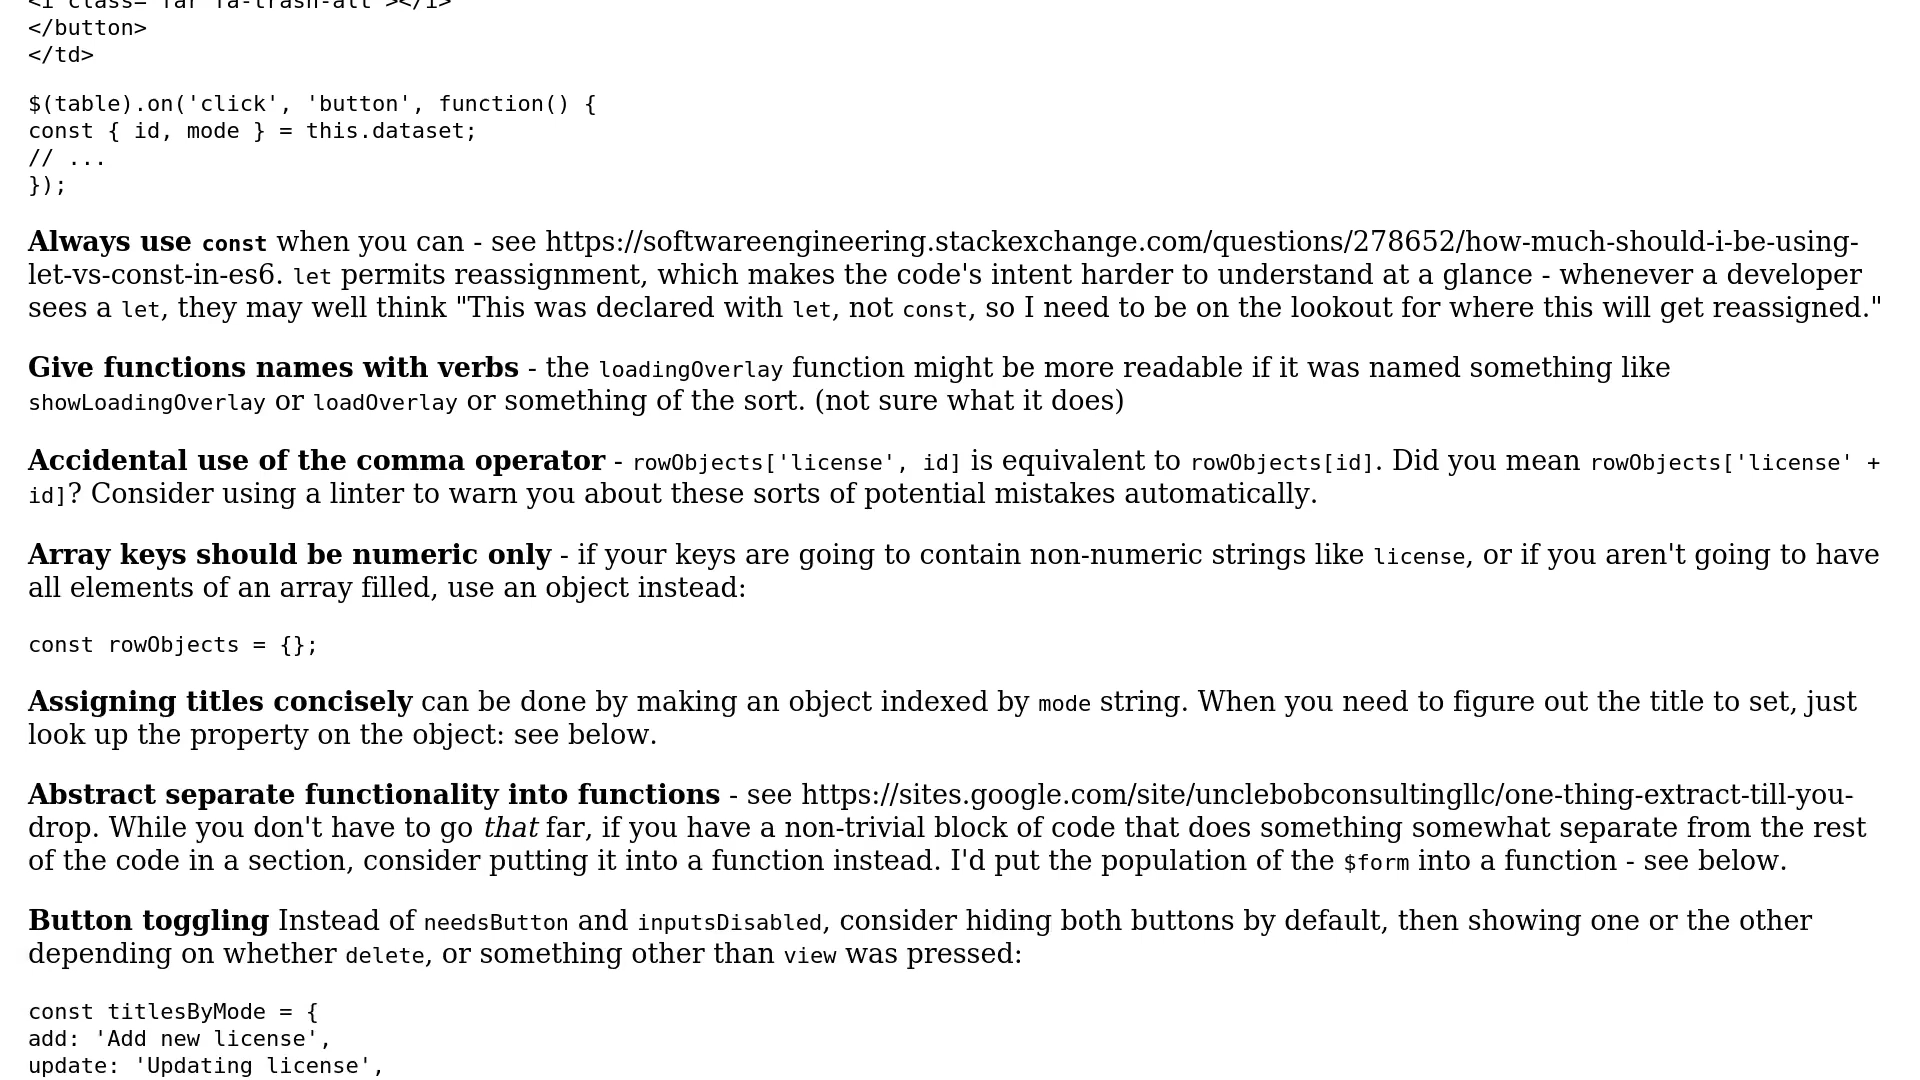 <i class="far fa-trash-alt"></i>
</button>
</td>
$(table).on('click', 'button', function() {
const { id, mode } = this.dataset;
// ...
});
Always use const when you can - see https://softwareengineering.stackexchange.com/questions/278652/how-much-should-i-be-using-
let-vs-const-in-es6. let permits reassignment, which makes the code's intent harder to understand at a glance - whenever a developer
sees a let, they may well think "This was declared with let, not const, so I need to be on the lookout for where this will get reassigned."
Give functions names with verbs - the loadingOverlay function might be more readable if it was named something like
showLoadingOverlay or loadOverlay or something of the sort. (not sure what it does)
Accidental use of the comma operator - rowObjects['license', id] is equivalent to rowObjects[id]. Did you mean rowObjects['license' +
id]? Consider using a linter to warn you about these sorts of potential mistakes automatically.
Array keys should be numeric only - if your keys are going to contain non-numeric strings like license, or if you aren't going to have
all elements of an array filled, use an object instead:
const rowObjects = {};
Assigning titles concisely can be done by making an object indexed by mode string. When you need to figure out the title to set, just
look up the property on the object: see below.
Abstract separate functionality into functions - see https://sites.google.com/site/unclebobconsultingllc/one-thing-extract-till-you-
drop. While you don't have to go that far, if you have a non-trivial block of code that does something somewhat separate from the rest
of the code in a section, consider putting it into a function instead. I'd put the population of the $form into a function - see below.
Button toggling Instead of needsButton and inputsDisabled, consider hiding both buttons by default, then showing one or the other
depending on whether delete, or something other than view was pressed:
const titlesByMode = {
add: 'Add new license',
update: 'Updating license',